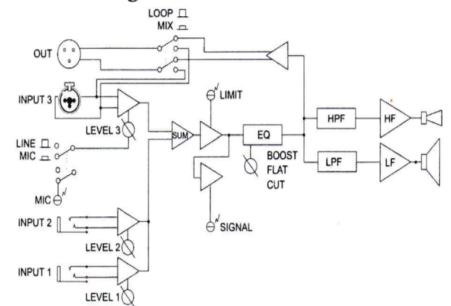 LOOP
MIX
OUT
INPUT 3
LIMIT
LEVEL 3
SUM
EQ
HPF
HF
LINE
MIC
BOOST
FLAT
CUT
LPF
LF
MIC
SIGNAL
INPUT 2
LEVEL 2
INPUT 1
LEVEL 1